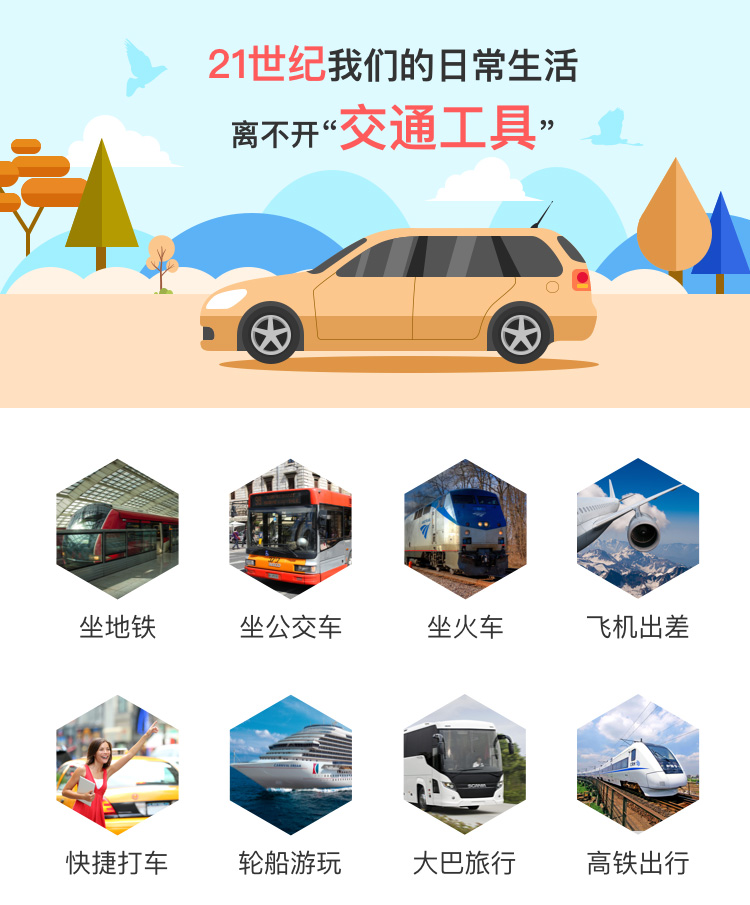 21世纪我们的日常生活
离不开“交通工具”
坐地铁
坐公交车
坐火车
飞机出差
快捷打车
轮船游玩
大巴旅行
高铁出行